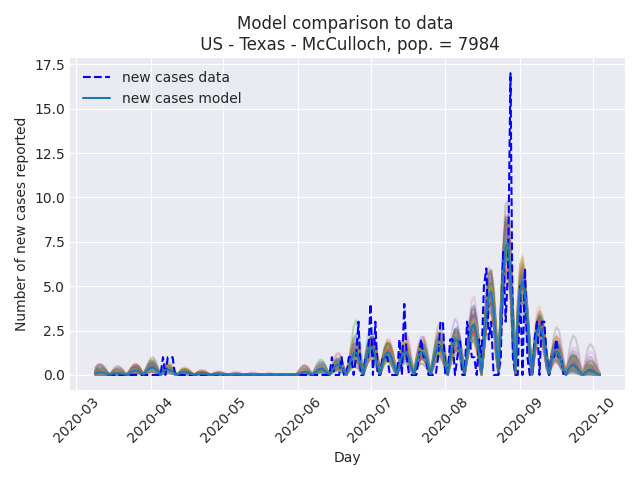 Model comparison to data
US - Texas - McCulloch, pop. = 7984
17.5
15.0
12.5
10.0
7.5
5.0
2.5
0.0
Number of new cases reported
new cases data
new cases model
2020-03
2020-04
2020-05
2020-06
2020-07
2020-08
2020-09
2020-10
Day